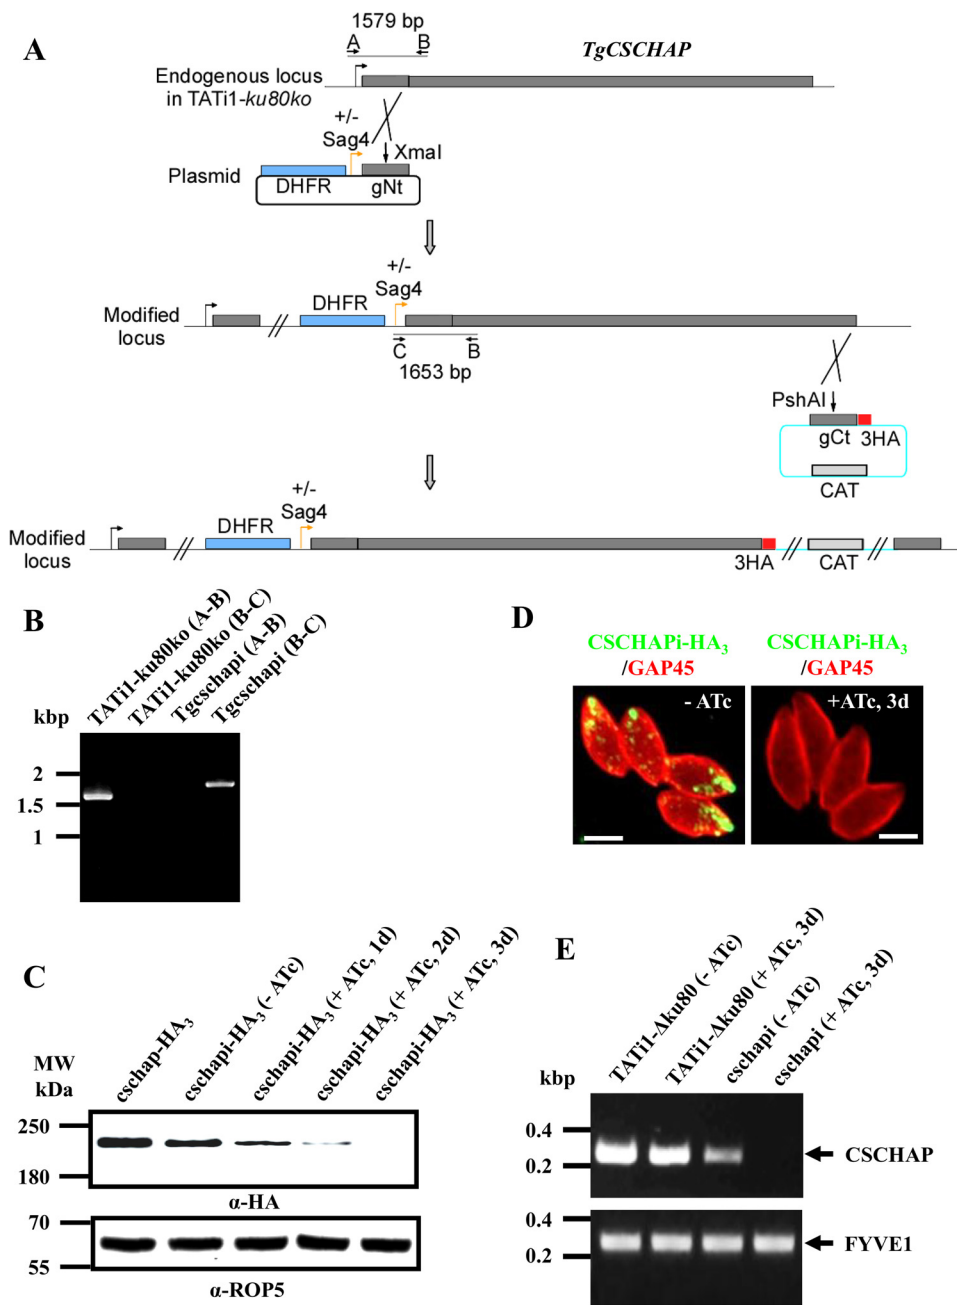 A
1579 bp
A B
TgCSCHAP
Endogenous locus
in TATi1-ku80ko
+/-
Sag4
XmaI
Plasmid
DHFR
gNt
+/-
Sag4
DHFR
Modified
locus
C B
1653 bp
PshAI
gCt
3HA
CAT
+/-
Sag4
DHFR
Modified
locus
3HA
CAT
B
TATi1-ku80ko (A-B)
TATi1-ku80ko (B-C)
Tgcschapi (A-B)
Tgcschapi (B-C)
kbp
2
1.5
1
D
CSCHAPi-HA3
/GAP45
- ATc
CSCHAPi-HA3
/GAP45
+ATc, 3d
C
cschap-HA3
cschapi-HA3 (- ATc)
cschapi-HA3 (+ ATc, 1d)
cschapi-HA3 (+ ATc, 2d)
cschapi-HA3 (+ ATc, 3d)
MW
kDa
250
180
α-HA
70
55
α-ROP5
E
TATi1-Δku80 (- ATc)
TATi1-Δku80 (+ ATc, 3d)
cschapi (- ATc)
cschapi (+ ATc, 3d)
kbp
0.4
0.2
CSCHAP
0.4
0.2
FYVE1